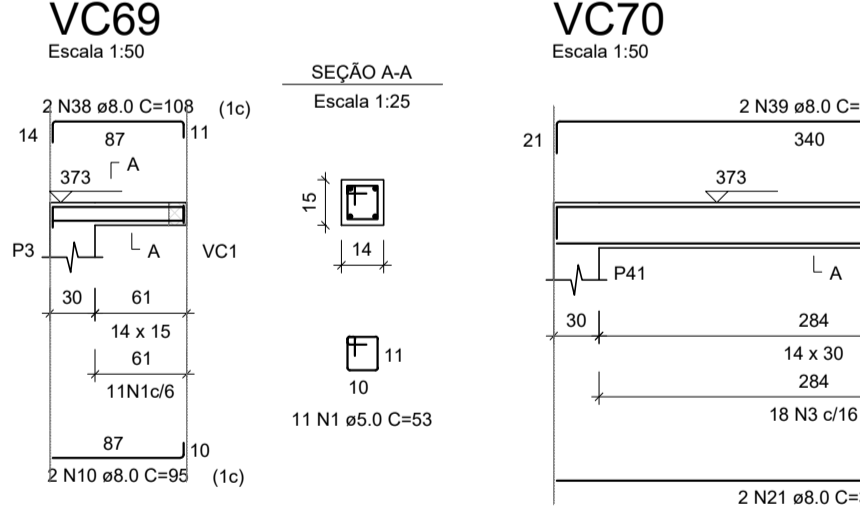 VC69
Escala 1:50
2 N38 ø8.0 C=108 (1c)
14
87
11
A
373
P3
A
VC1
30
61
14 x 15
61
11N1c/6
87
10
2 N10 ø8.0 C=95 (1c)
SEÇÃO A-A
Escala 1:25
15
14
11
10
11 N1 ø5.0 C=53
VC70
Escala 1:50
2 N39 ø8.0 C=
21
340
373
P41
A
30
284
14 x 30
284
18 N3 c/16
2 N21 ø8.0 C=